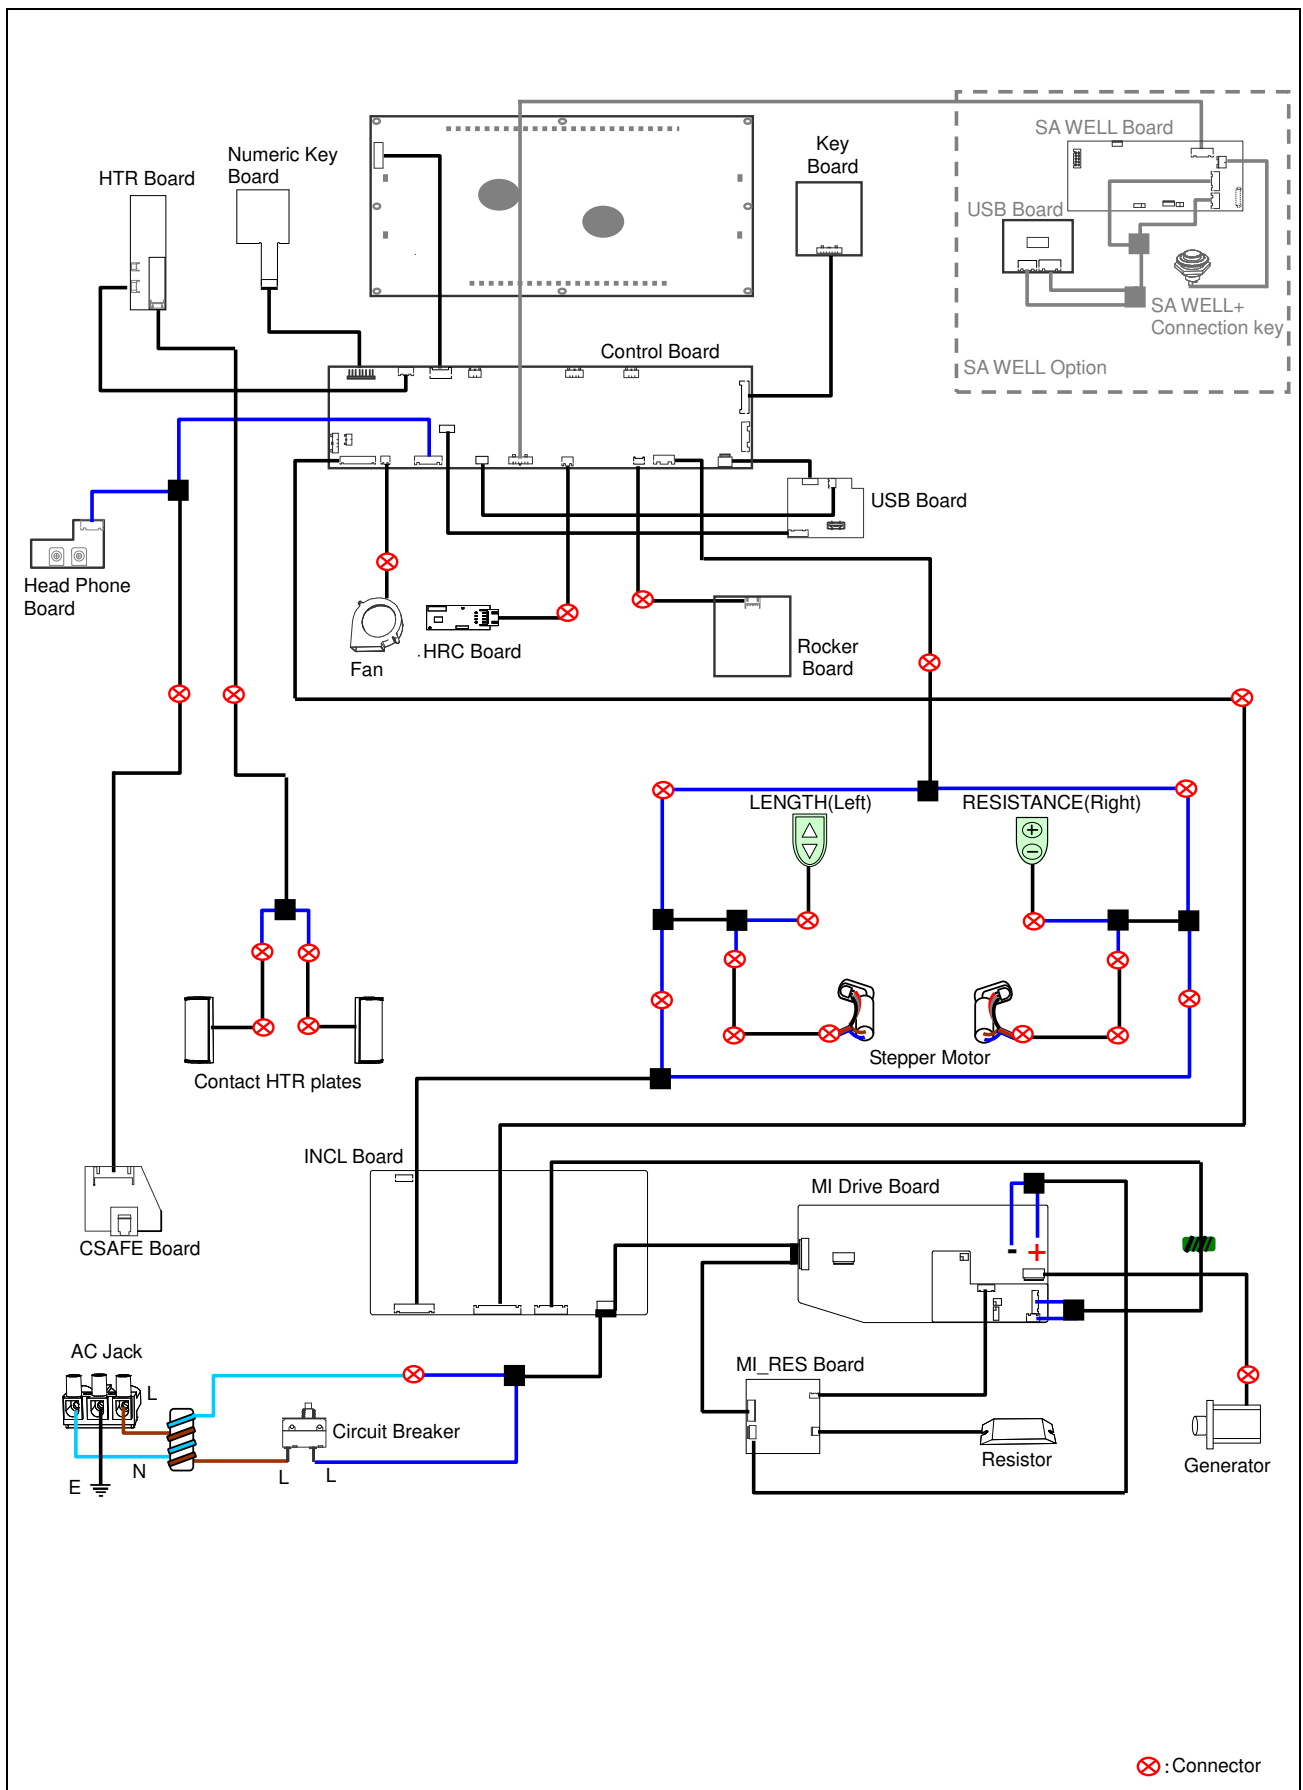 SA WELL Board
Numeric Key
Board
Key
Board
HTR Board
USB Board
SA WELL+
Connection key
SA WELL Option
Control Board
USB Board
Head Phone
Board
Fan
HRC Board
Rocker
Board
LENGTH(Left)
RESISTANCE(Right)
Stepper Motor
Contact HTR plates
INCL Board
MI Drive Board
- +
CSAFE Board
AC Jack
L
MI_RES Board
Circuit Breaker
Resistor
Generator
N
L
L
E
: Connector